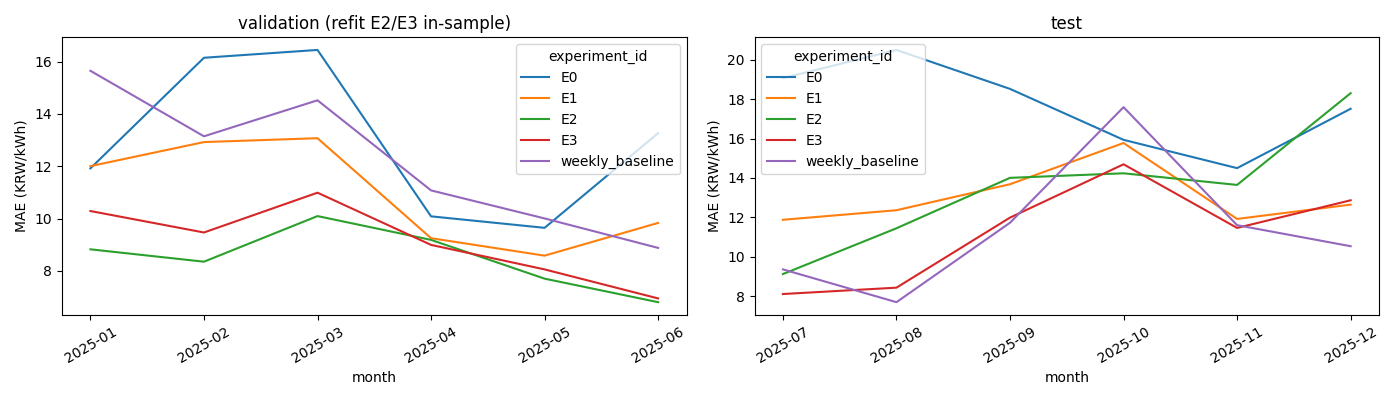 validation (refit E2/E3 in-sample)
MAE (KRW/kWh)
16
14
12
10
8
experiment_id
E0
E1
E2
E3
weekly_baseline
2025-01
2025-02
2025-03
2025-04
2025-05
2025-06
month
test
MAE (KRW/kWh)
20
18
16
14
12
10
8
experiment_id
E0
E1
E2
E3
weekly_baseline
2025-07
2025-08
2025-09
2025-10
2025-11
2025-12
month